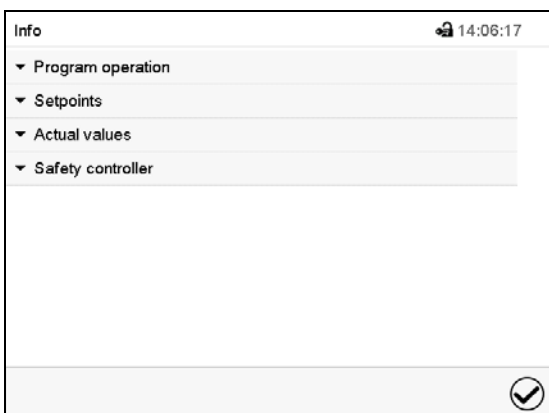 Info 14:06:17
Program operation
Setpoints
Actual values
Safety controller